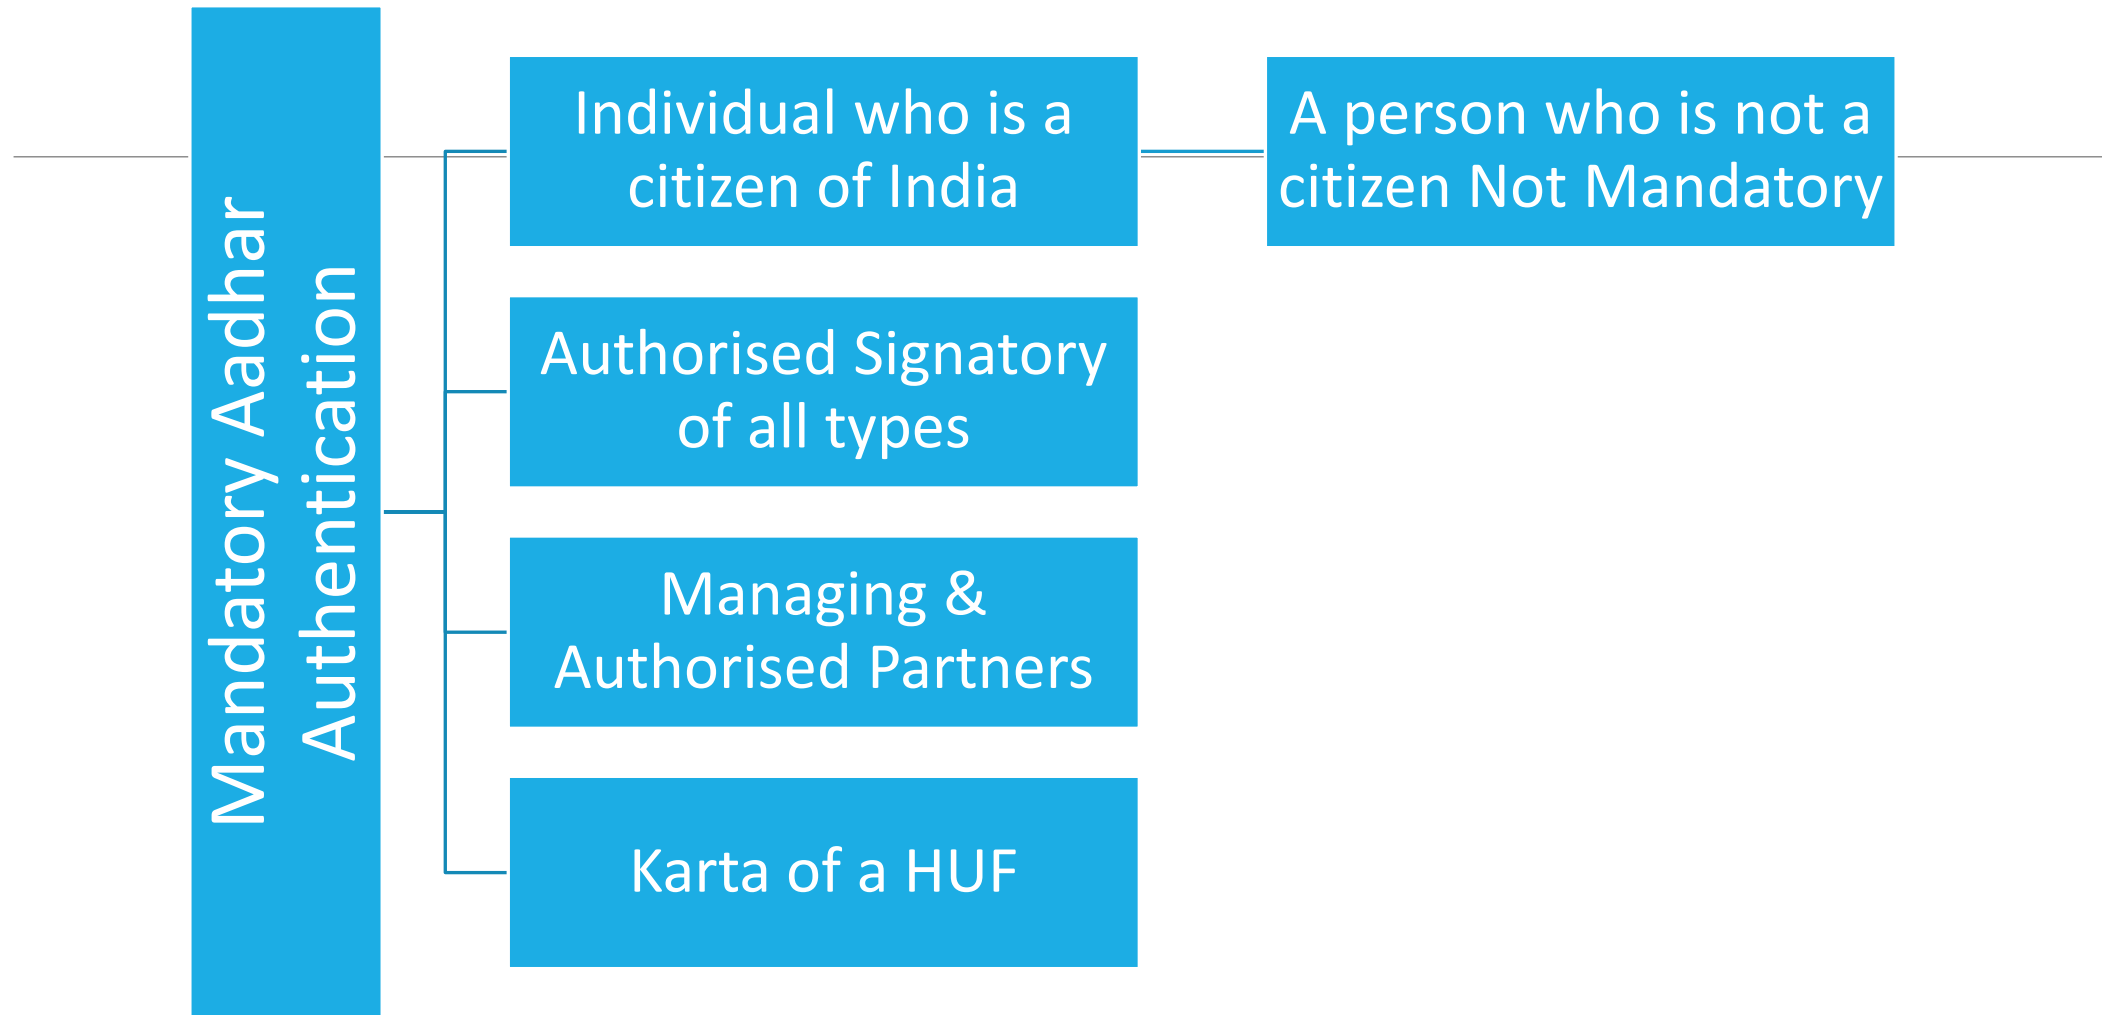 Mandatory Aadhar
Authentication
Individual who is a
citizen of India
A person who is not a
citizen Not Mandatory
Authorised Signatory
of all types
Managing &
Authorised Partners
Karta of a HUF